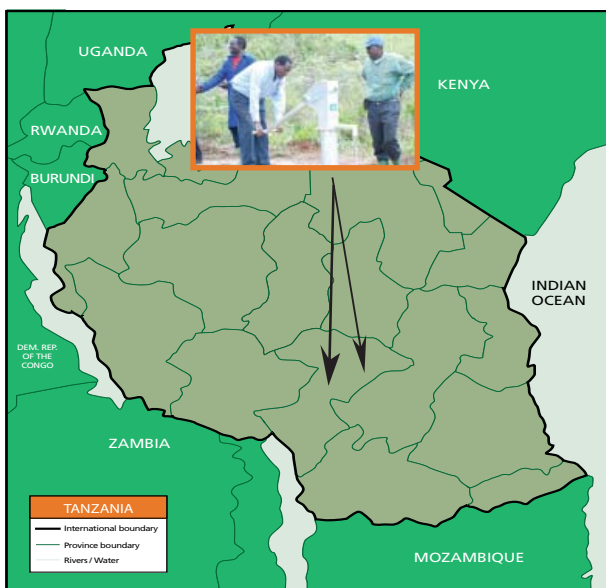 UGANDA
KENYA
RWANDA
BURUNDI
INDIAN
OCEAN
DEM. REP.
OF THE
CONGO
ZAMBIA
TANZANIA
International boundary
Province boundary
Rivers / Water
MOZAMBIQUE